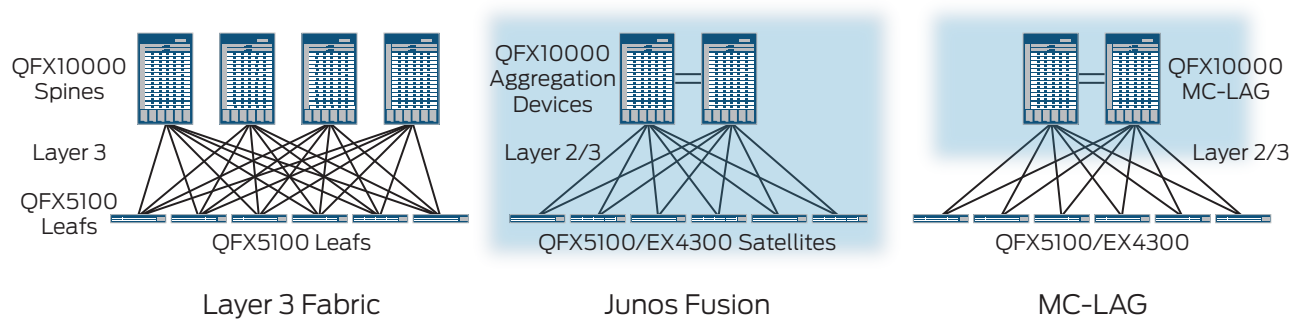 QFX10000
Spines
Layer 3
QFX5100
Leafs
QFX5100 Leafs
Layer 3 Fabric
QFX10000
Aggregation
Devices
Layer 2/3
QFX5100/EX4300 Satellites
Junos Fusion
QFX10000
MC-LAG
Layer 2/3
QFX5100/EX4300
MC-LAG